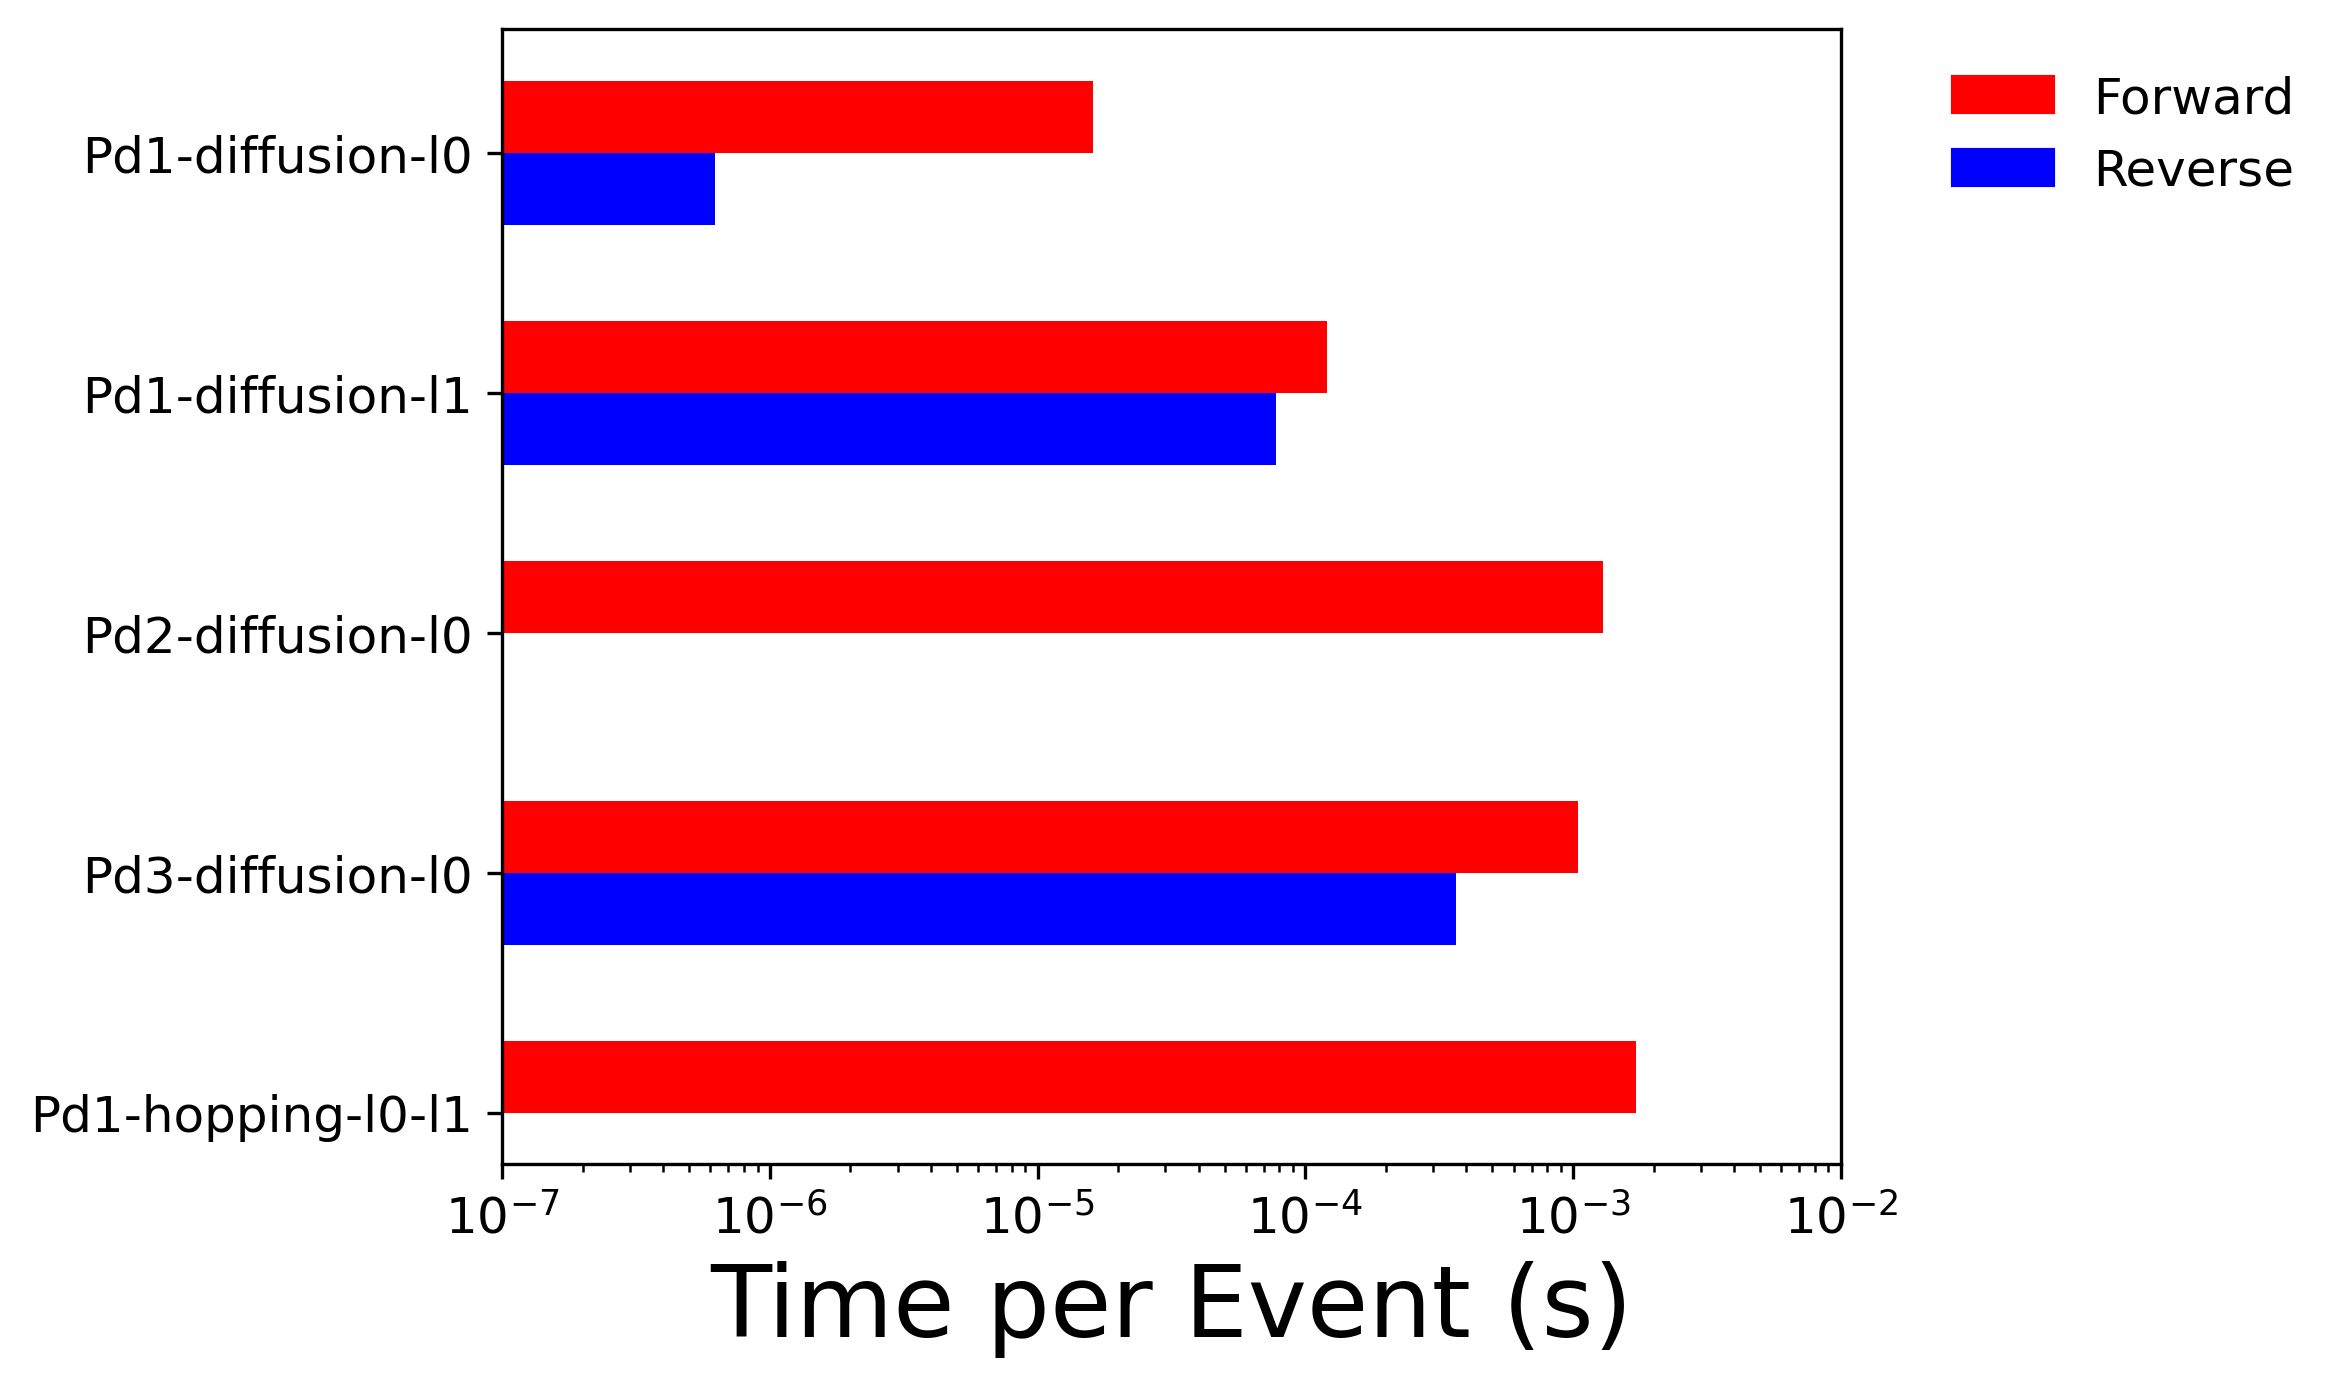 Pd1-diffusion-l0
Pd1-diffusion-l1
Pd2-diffusion-l0
Pd3-diffusion-l0
Pd1-hopping-l0-l1
10⁻⁷ 10⁻⁶ 10⁻⁵ 10⁻⁴ 10⁻³ 10⁻²
Time per Event (s)
Forward
Reverse